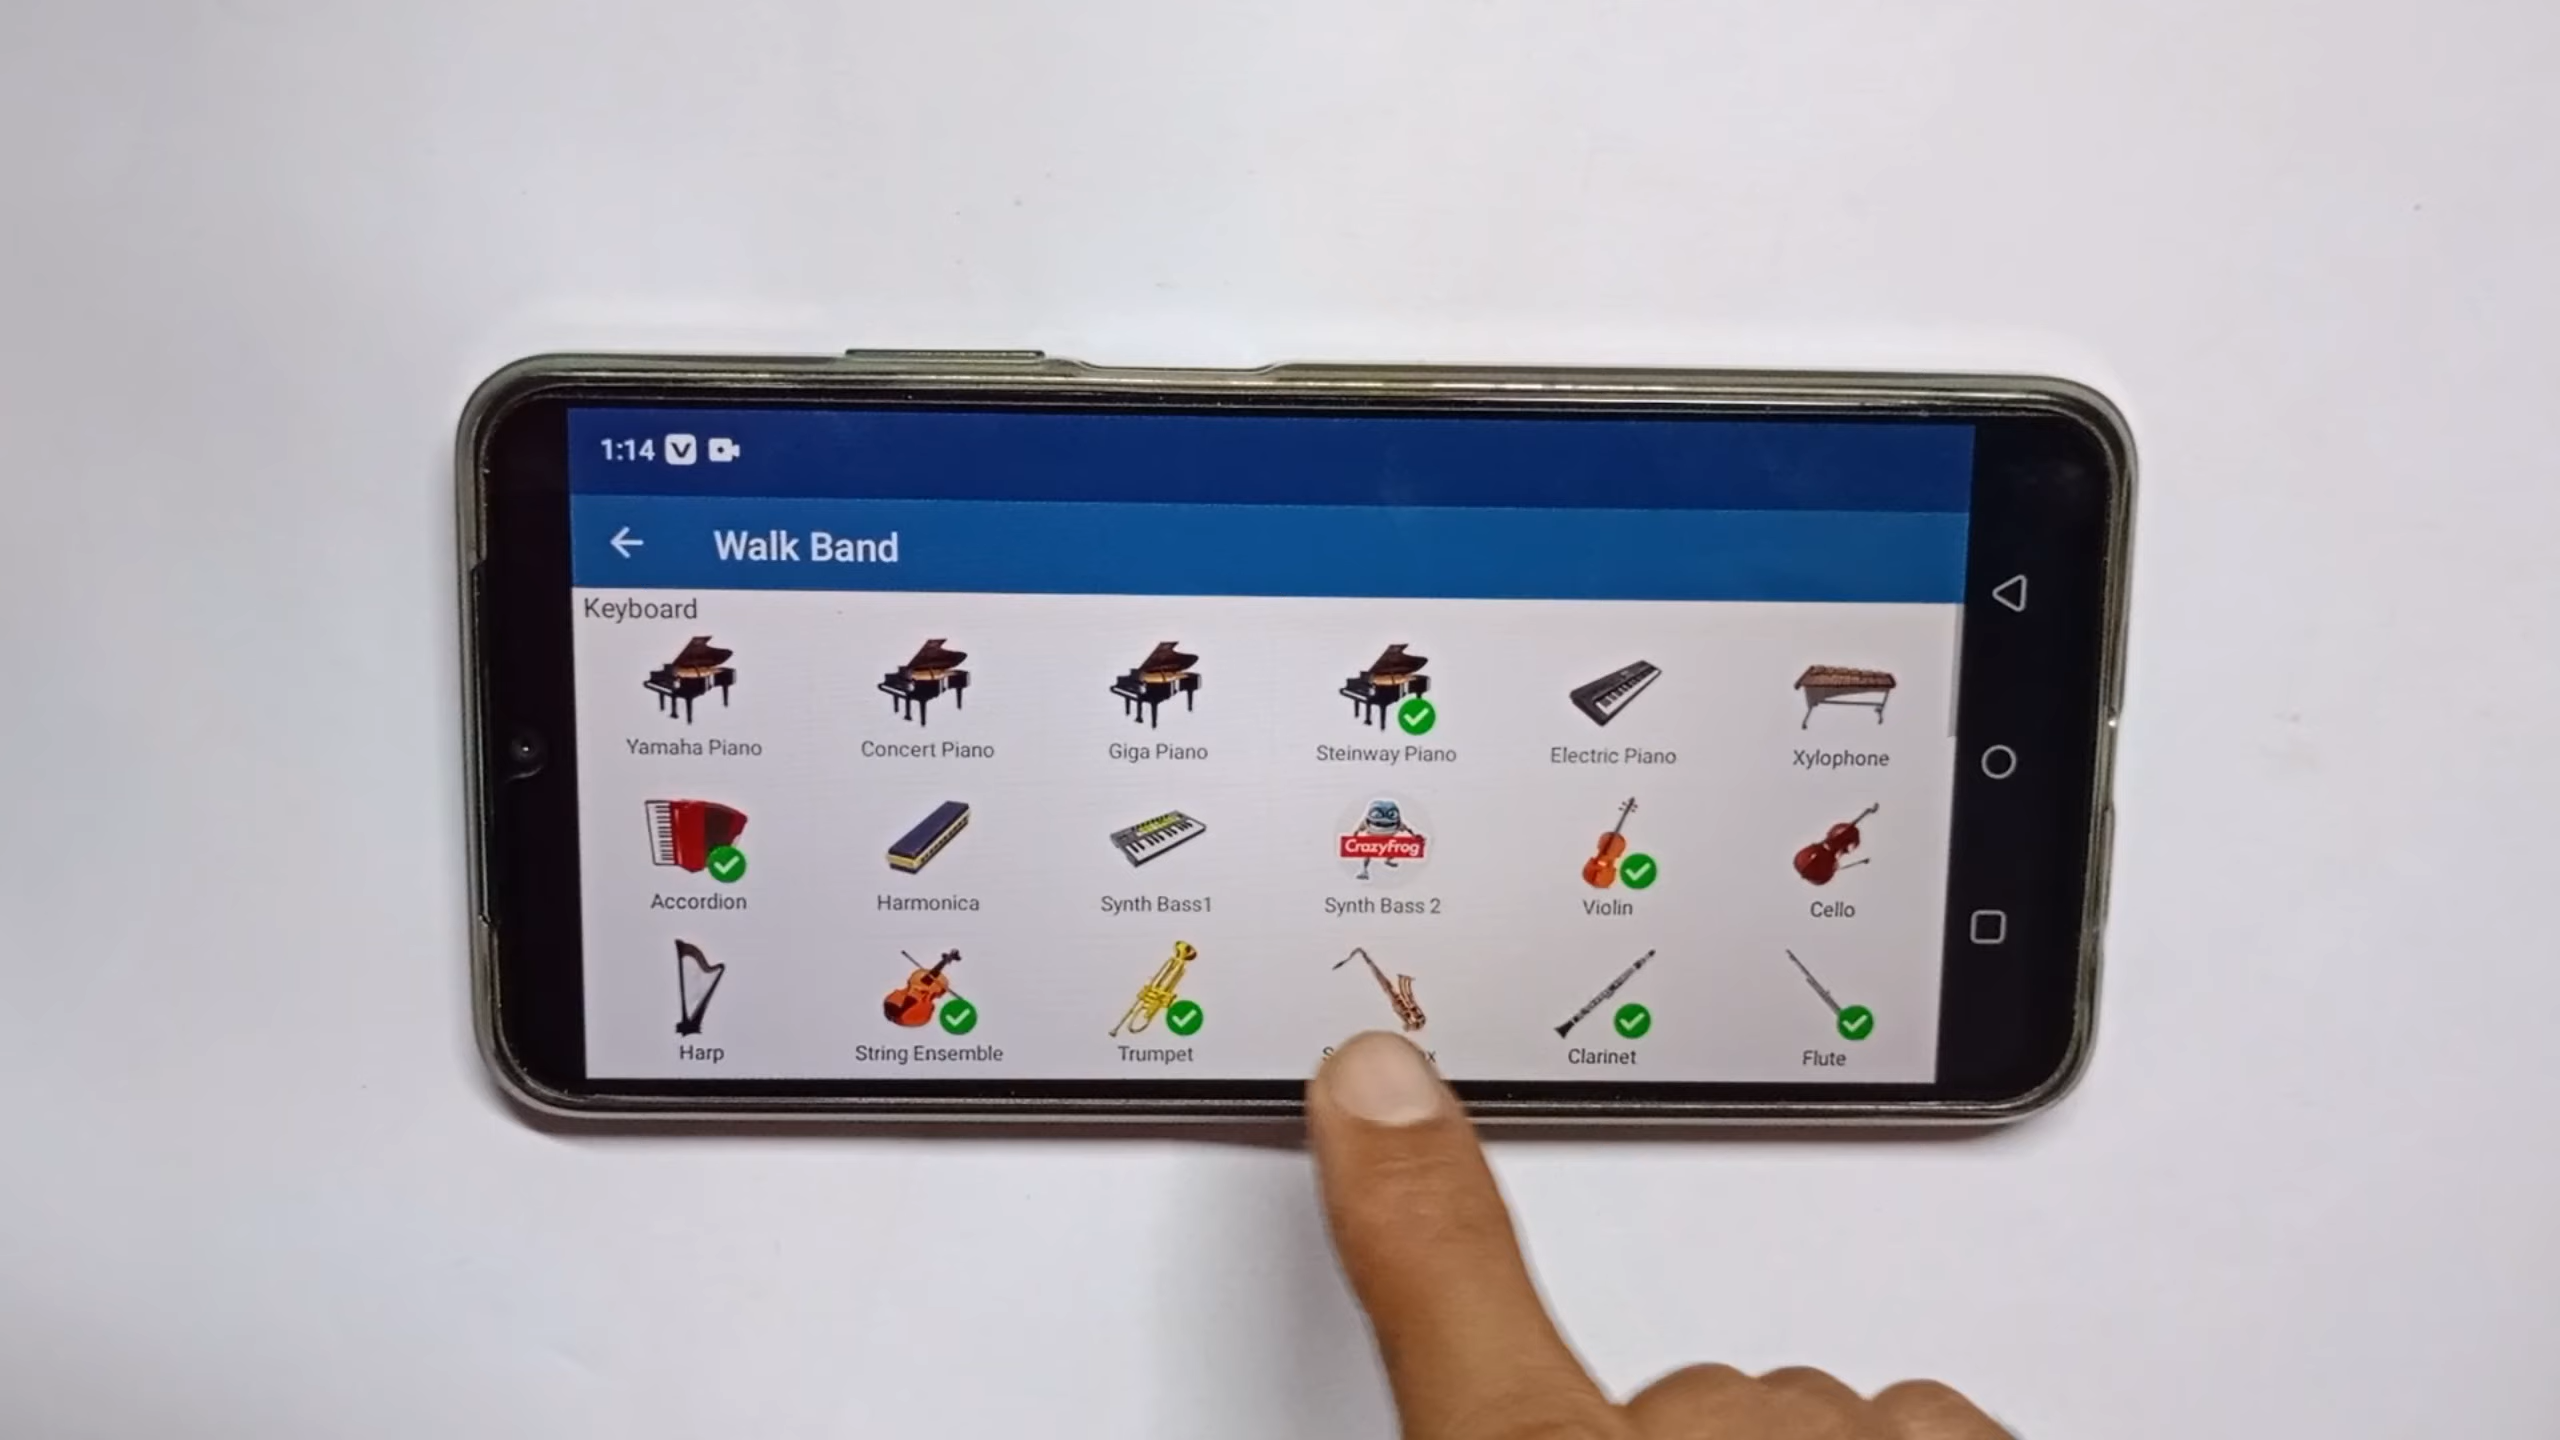 1:14
Walk Band
Keyboard
Yamaha Piano Concert Piano Giga Piano Steinway Piano Electric Piano Xylophone
CrazyFrog
Accordion Harmonica Synth Bass1 Synth Bass 2 Violin Cello
Harp String Ensemble Trumpet Clarinet Flute